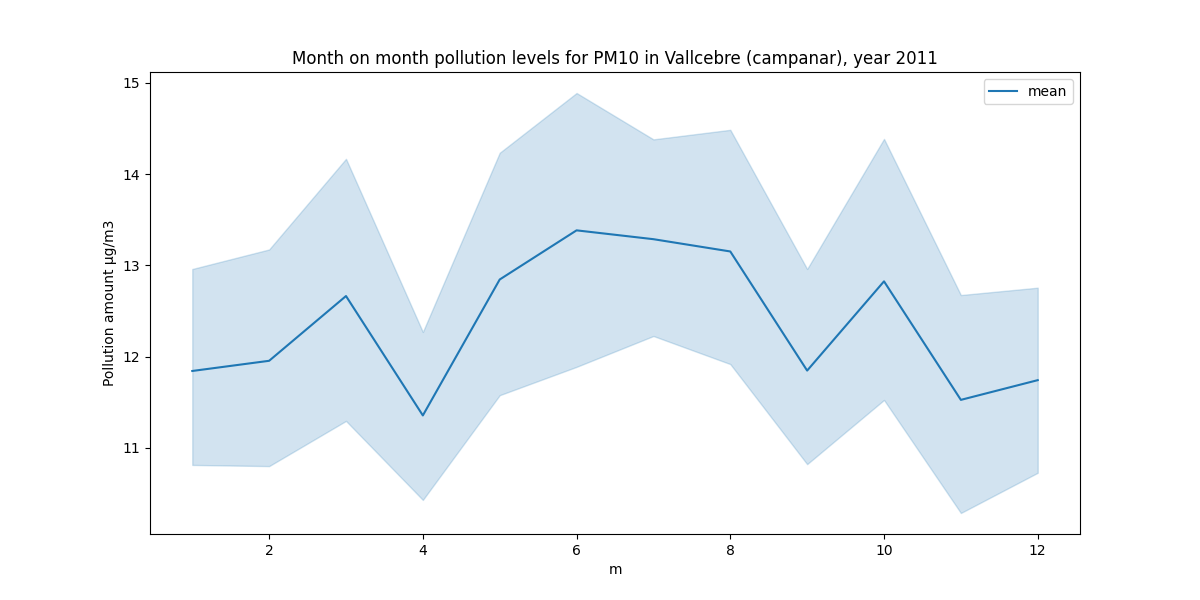 Month on month pollution levels for PM10 in Vallcebre (campanar), year 2011
mean
Pollution amount µg/m3
15
14
13
12
11
2 4 6 8 10 12
m